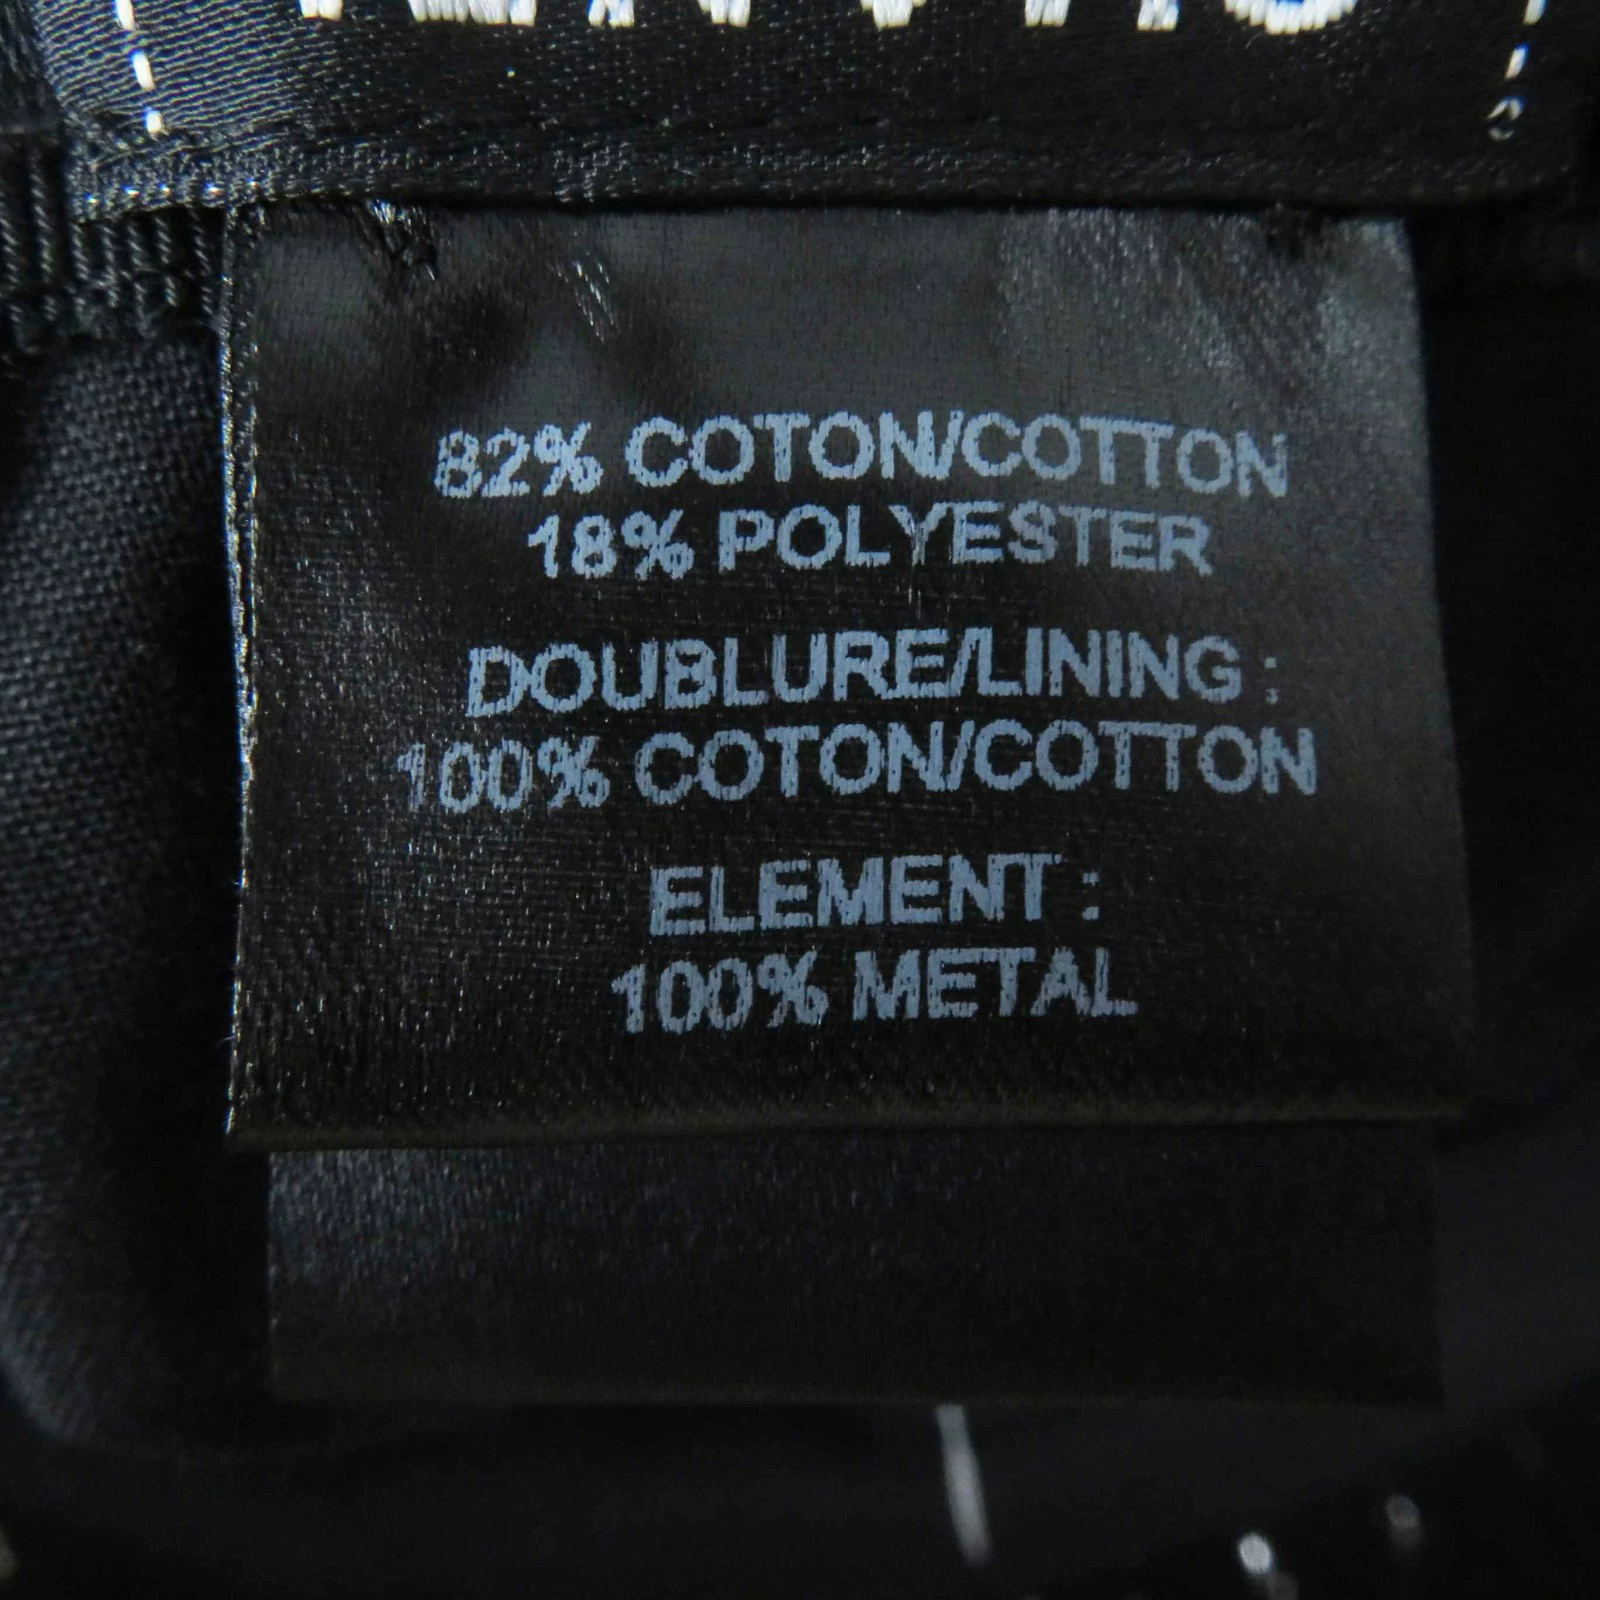 82% COTON/COTTON
18% POLYESTER
DOUBLURE/LINING :
100% COTON/COTTON
ELEMENT :
100% METAL